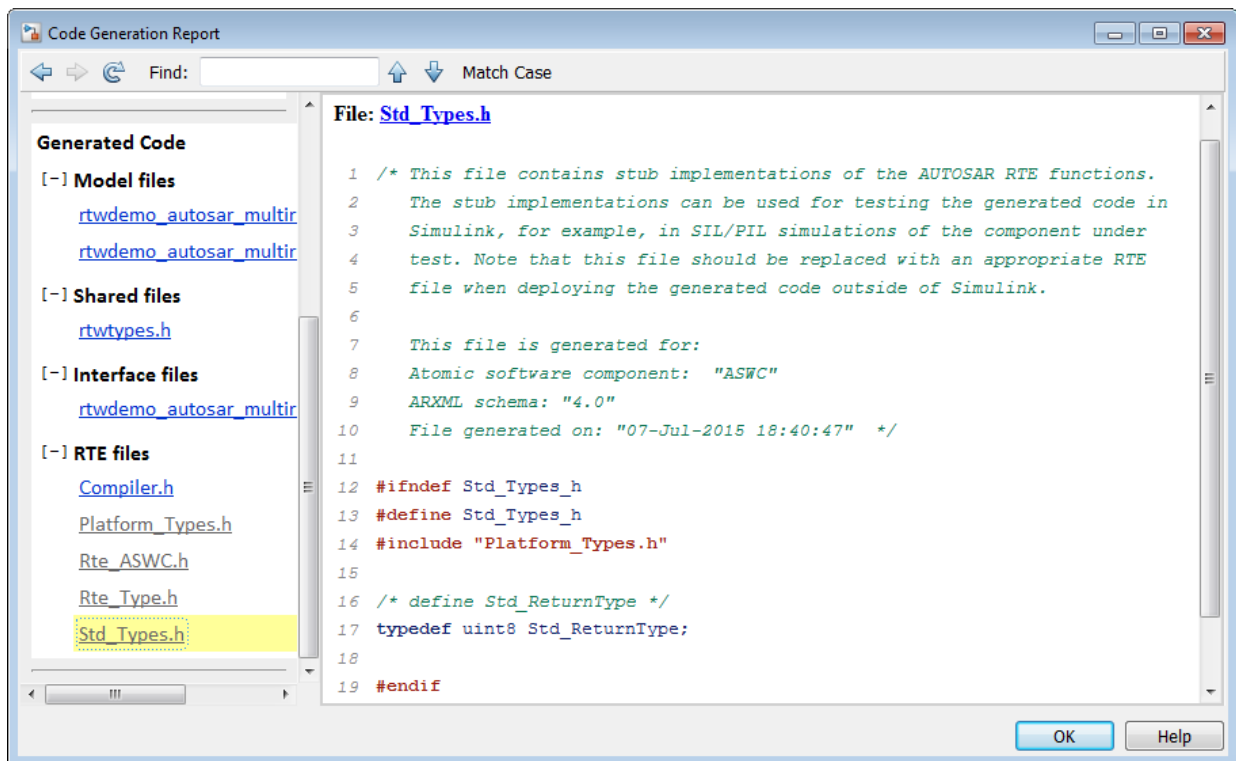 Code Generation Report
Find: Match Case
Generated Code
[-] Model files
rtwdemo_autosar_multir
rtwdemo_autosar_multir
[-] Shared files
rtwtypes.h
[-] Interface files
rtwdemo_autosar_multir
[-] RTE files
Compiler.h
Platform_Types.h
Rte_ASWC.h
Rte_Type.h
Std_Types.h
File: Std_Types.h
1 /* This file contains stub implementations of the AUTOSAR RTE functions.
2 The stub implementations can be used for testing the generated code in
3 Simulink, for example, in SIL/PIL simulations of the component under
4 test. Note that this file should be replaced with an appropriate RTE
5 file when deploying the generated code outside of Simulink.
6
7 This file is generated for:
8 Atomic software component: "ASWC"
9 ARXML schema: "4.0"
10 File generated on: "07-Jul-2015 18:40:47" */
11
12 #ifndef Std_Types_h
13 #define Std_Types_h
14 #include "Platform_Types.h"
15
16 /* define Std_ReturnType */
17 typedef uint8 Std_ReturnType;
18
19 #endif
OK Help